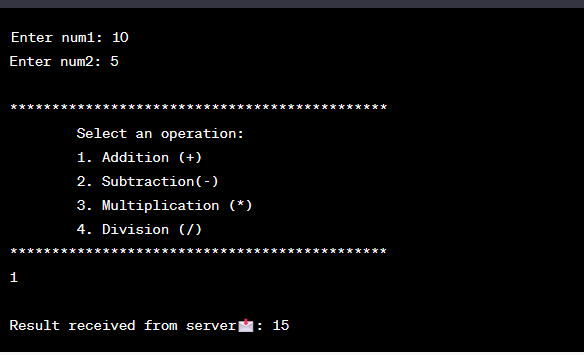 Enter num1: 10
Enter num2: 5
*********************************************
Select an operation:
1. Addition (+)
2. Subtraction(-)
3. Multiplication (*)
4. Division (/)
*********************************************
1
Result received from server📩: 15